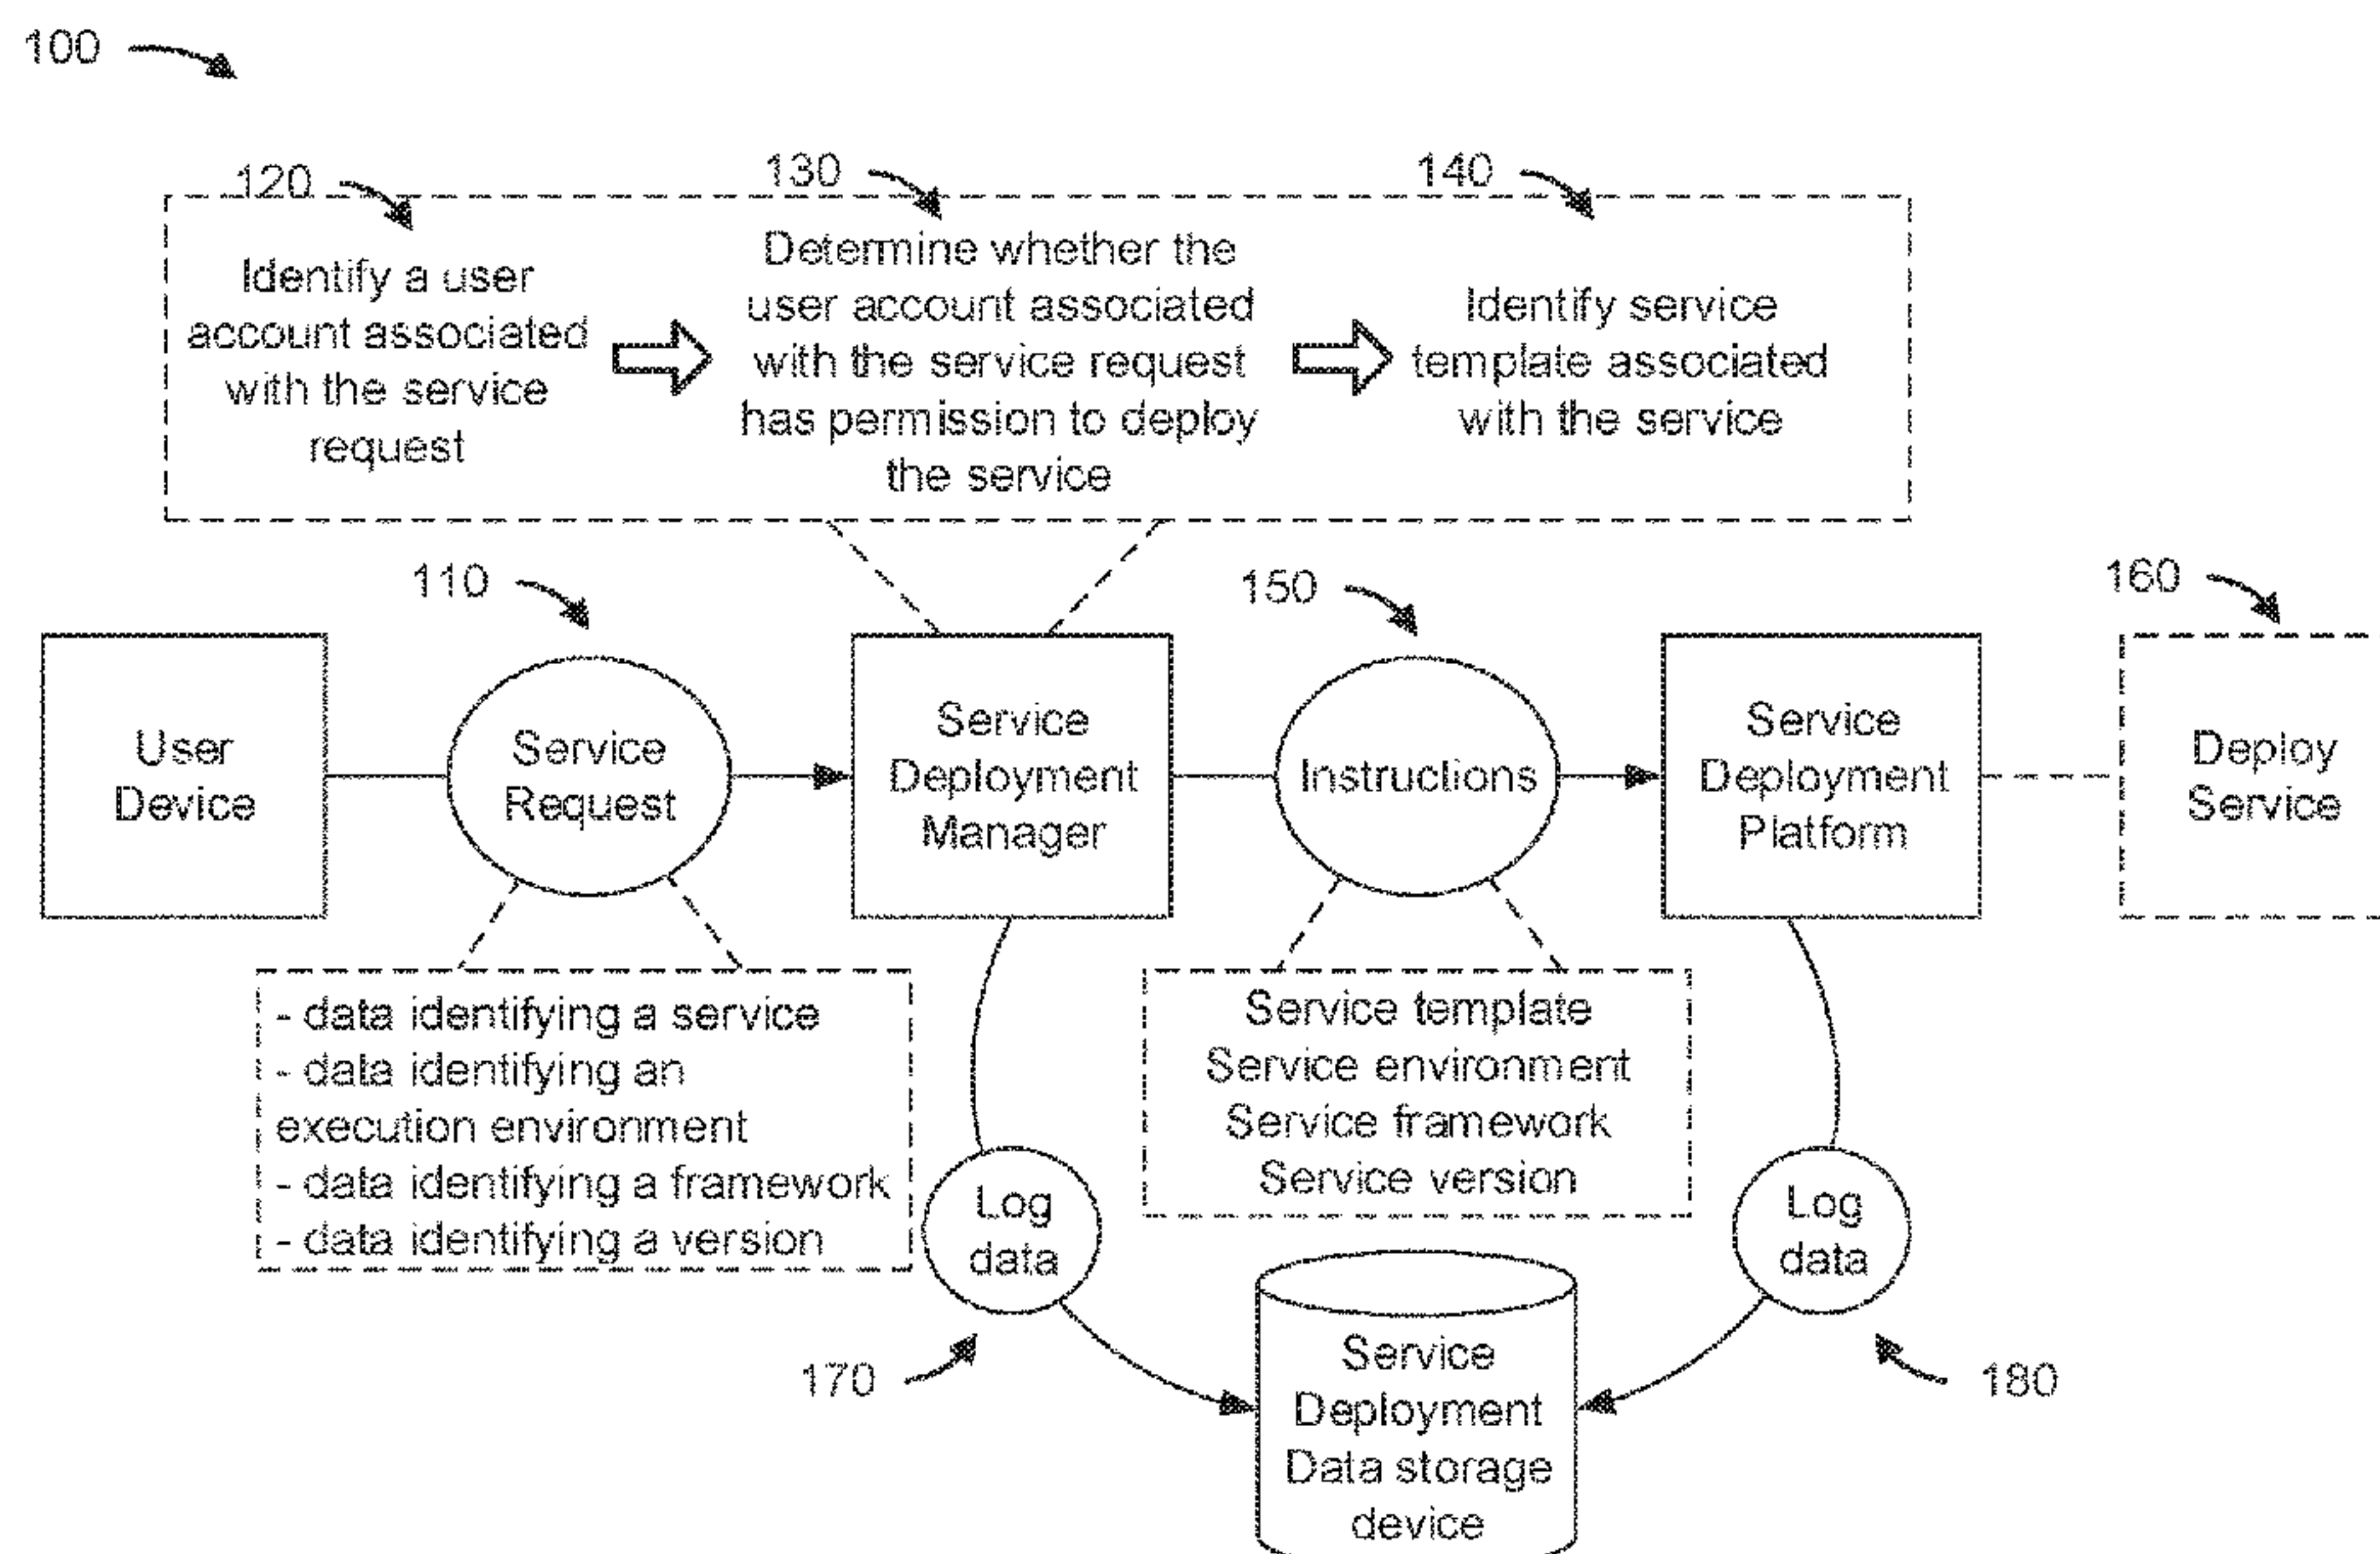 100
120
130
140
Identify a user
account associated
with the service
request
Determine whether the
user account associated
with the service request
has permission to deploy
the service
Identify service
template associated
with the service
110
150
160
User
Device
Service
Request
Service
Deployment
Manager
Instructions
Service
Deployment
Platform
Deploy
Service
- data identifying a service
- data identifying an
execution environment
- data identifying a framework
- data identifying a version
Service template
Service environment
Service framework
Service version
Log
data
Log
data
170
180
Service
Deployment
Data storage
device